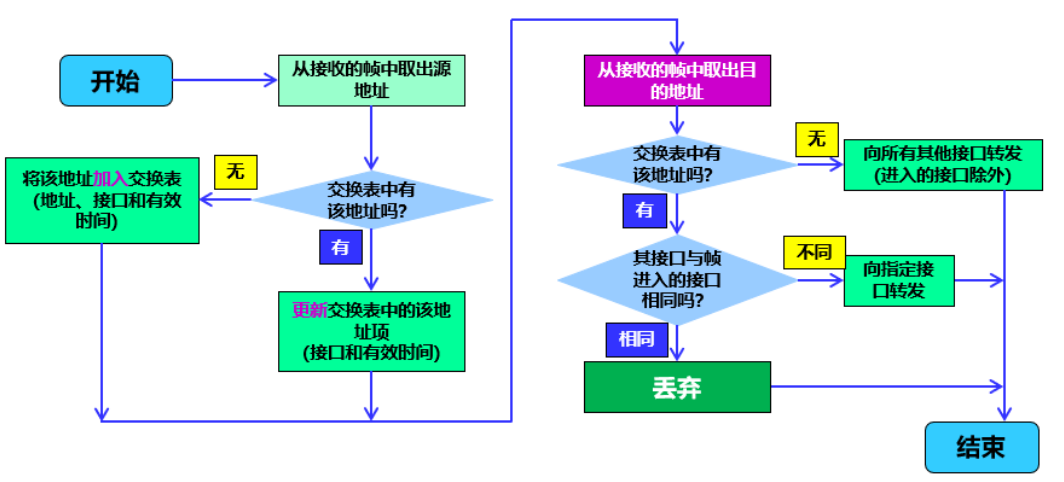 开始
从接收的帧中取出源
地址
交换表中有
该地址吗?
无
将该地址加入交换表
(地址、接口和有效
时间)
有
更新交换表中的该地
址项
(接口和有效时间)
从接收的帧中取出目
的地址
交换表中有
该地址吗?
无
向所有其他接口转发
(进入的接口除外)
有
其接口与帧
进入的接口
相同吗?
不同
向指定接
口转发
相同
丢弃
结束